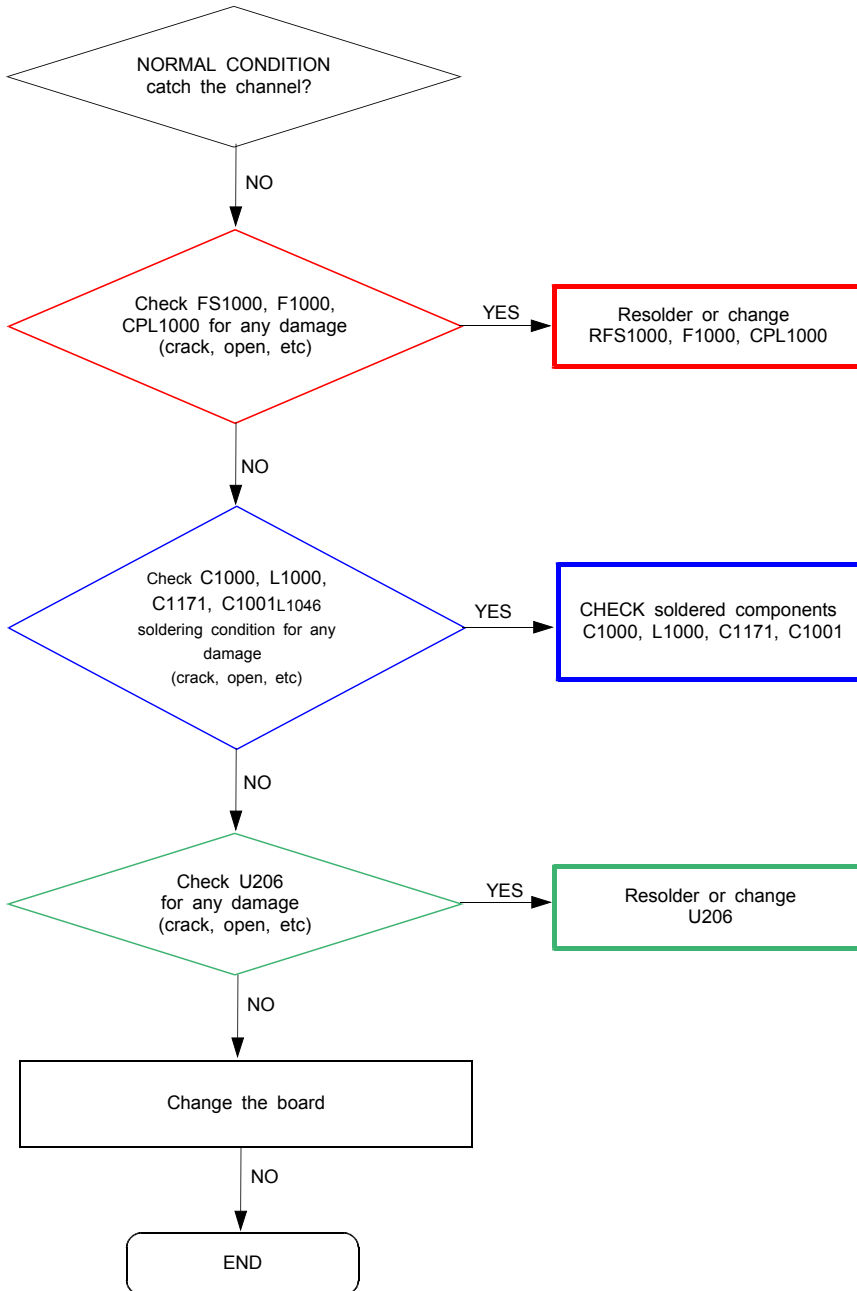 NORMAL CONDITION
catch the channel?
NO
Check FS1000, F1000,
CPL1000 for any damage
(crack, open, etc)
YES
Resolder or change
RFS1000, F1000, CPL1000
NO
Check C1000, L1000,
C1171, C1001L1046
soldering condition for any
damage
(crack, open, etc)
YES
CHECK soldered components
C1000, L1000, C1171, C1001
NO
Check U206
for any damage
(crack, open, etc)
YES
Resolder or change
U206
NO
Change the board
NO
END